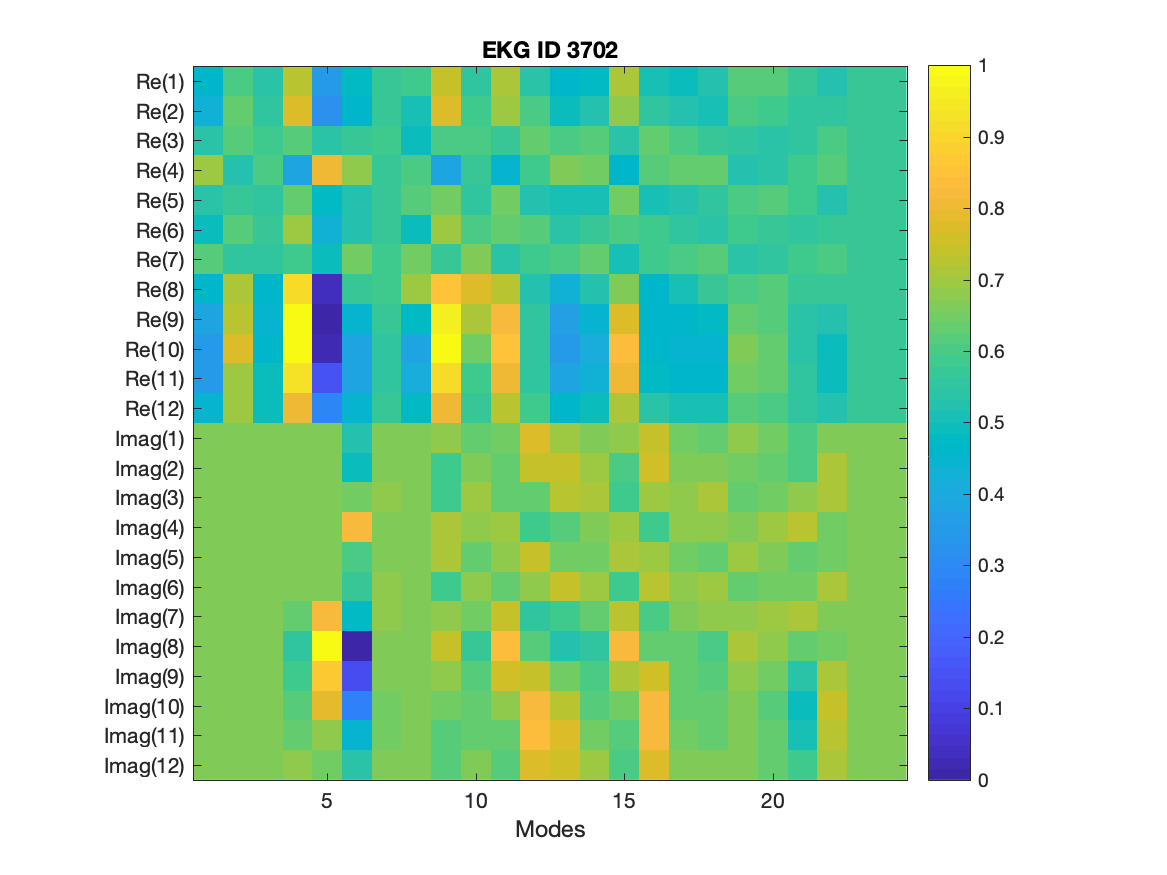 EKG ID 3702
Re(1)
Re(2)
Re(3)
Re(4)
Re(5)
Re(6)
Re(7)
Re(8)
Re(9)
Re(10)
Re(11)
Re(12)
Imag(1)
Imag(2)
Imag(3)
Imag(4)
Imag(5)
Imag(6)
Imag(7)
Imag(8)
Imag(9)
Imag(10)
Imag(11)
Imag(12)
5 10 15 20
Modes
1
0.9
0.8
0.7
0.6
0.5
0.4
0.3
0.2
0.1
0